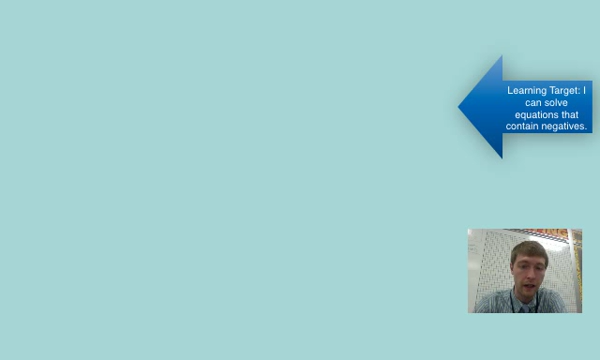 Learning Target: I
can solve
equations that
contain negatives.